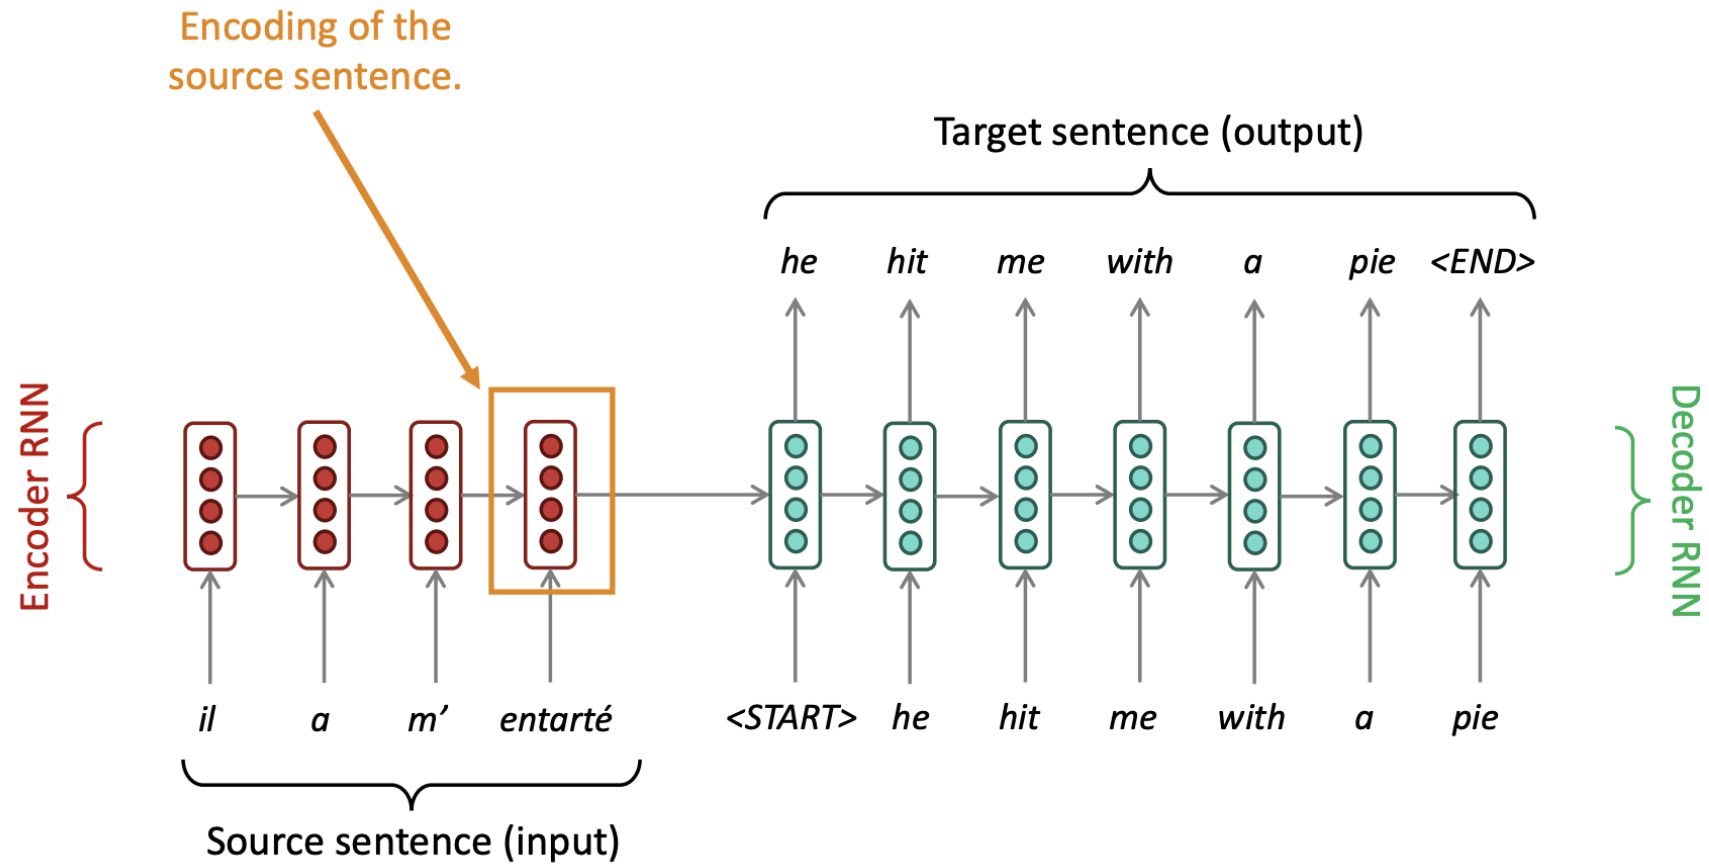 Encoding of the
source sentence.
Target sentence (output)
he hit me with a pie <END>
Encoder RNN
Decoder RNN
il a m’ entarté <START> he hit me with a pie
Source sentence (input)